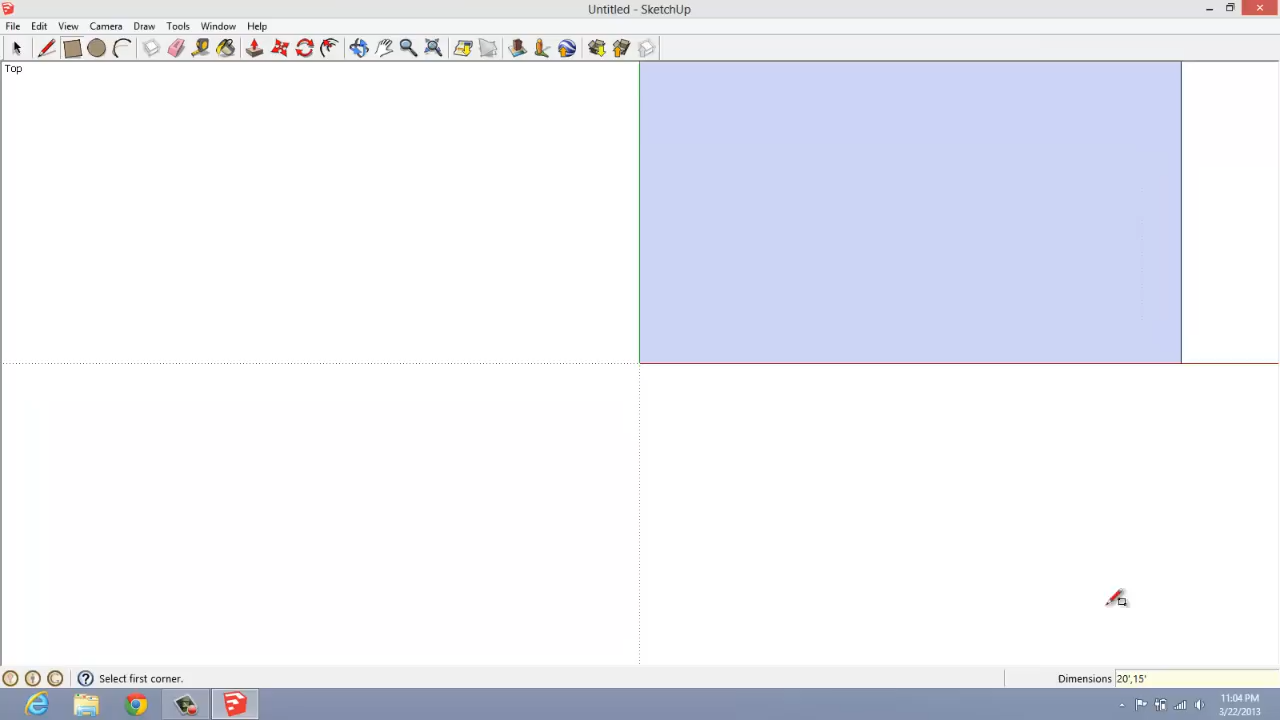 Untitled - SketchUp
File Edit View Camera Draw Tools Window Help
Top
Select first corner.
Dimensions 20',15'
11:04 PM
3/22/2013